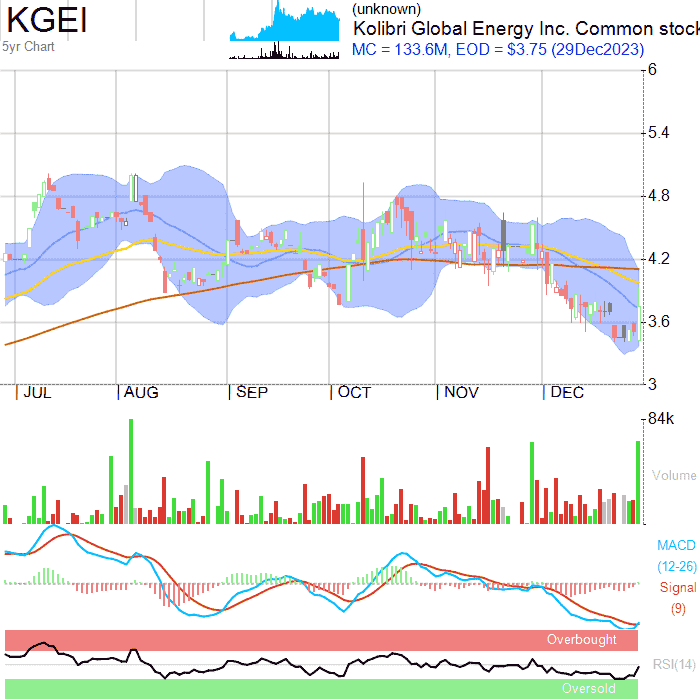 KGEI
5yr Chart
(unknown)
Kolibri Global Energy Inc. Common stock
MC = 133.6M, EOD = $3.75 (29Dec2023)
6
5.4
4.8
4.2
3.6
3
JUL AUG SEP OCT NOV DEC
84k
Volume
MACD
(12-26)
Signal
(9)
Overbought
RSI(14)
Oversold